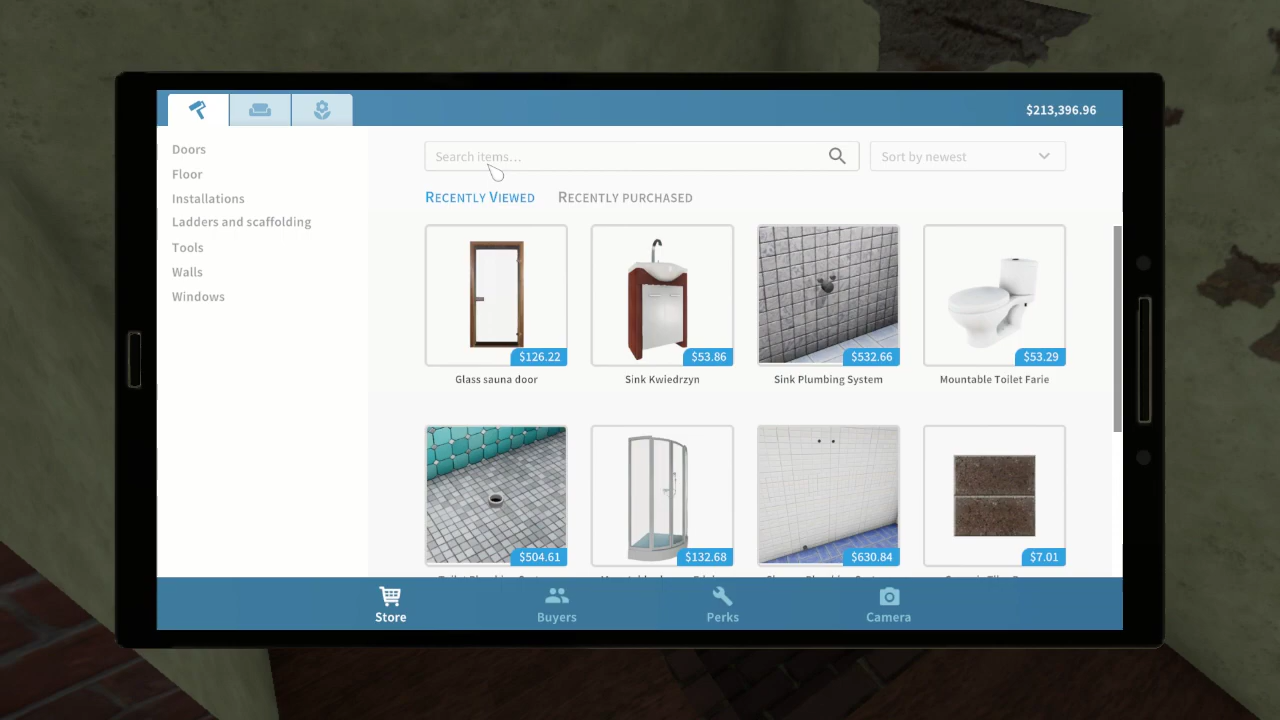 $213,396.96
Doors
Floor
Installations
Ladders and scaffolding
Tools
Walls
Windows
Search items...
Sort by newest
RECENTLY VIEWED
RECENTLY PURCHASED
$126.22
$53.86
$532.66
$53.29
Glass sauna door
Sink Kwiedrzyn
Sink Plumbing System
Mountable Toilet Farie
$504.61
$132.68
$630.84
$7.01
Store
Buyers
Perks
Camera